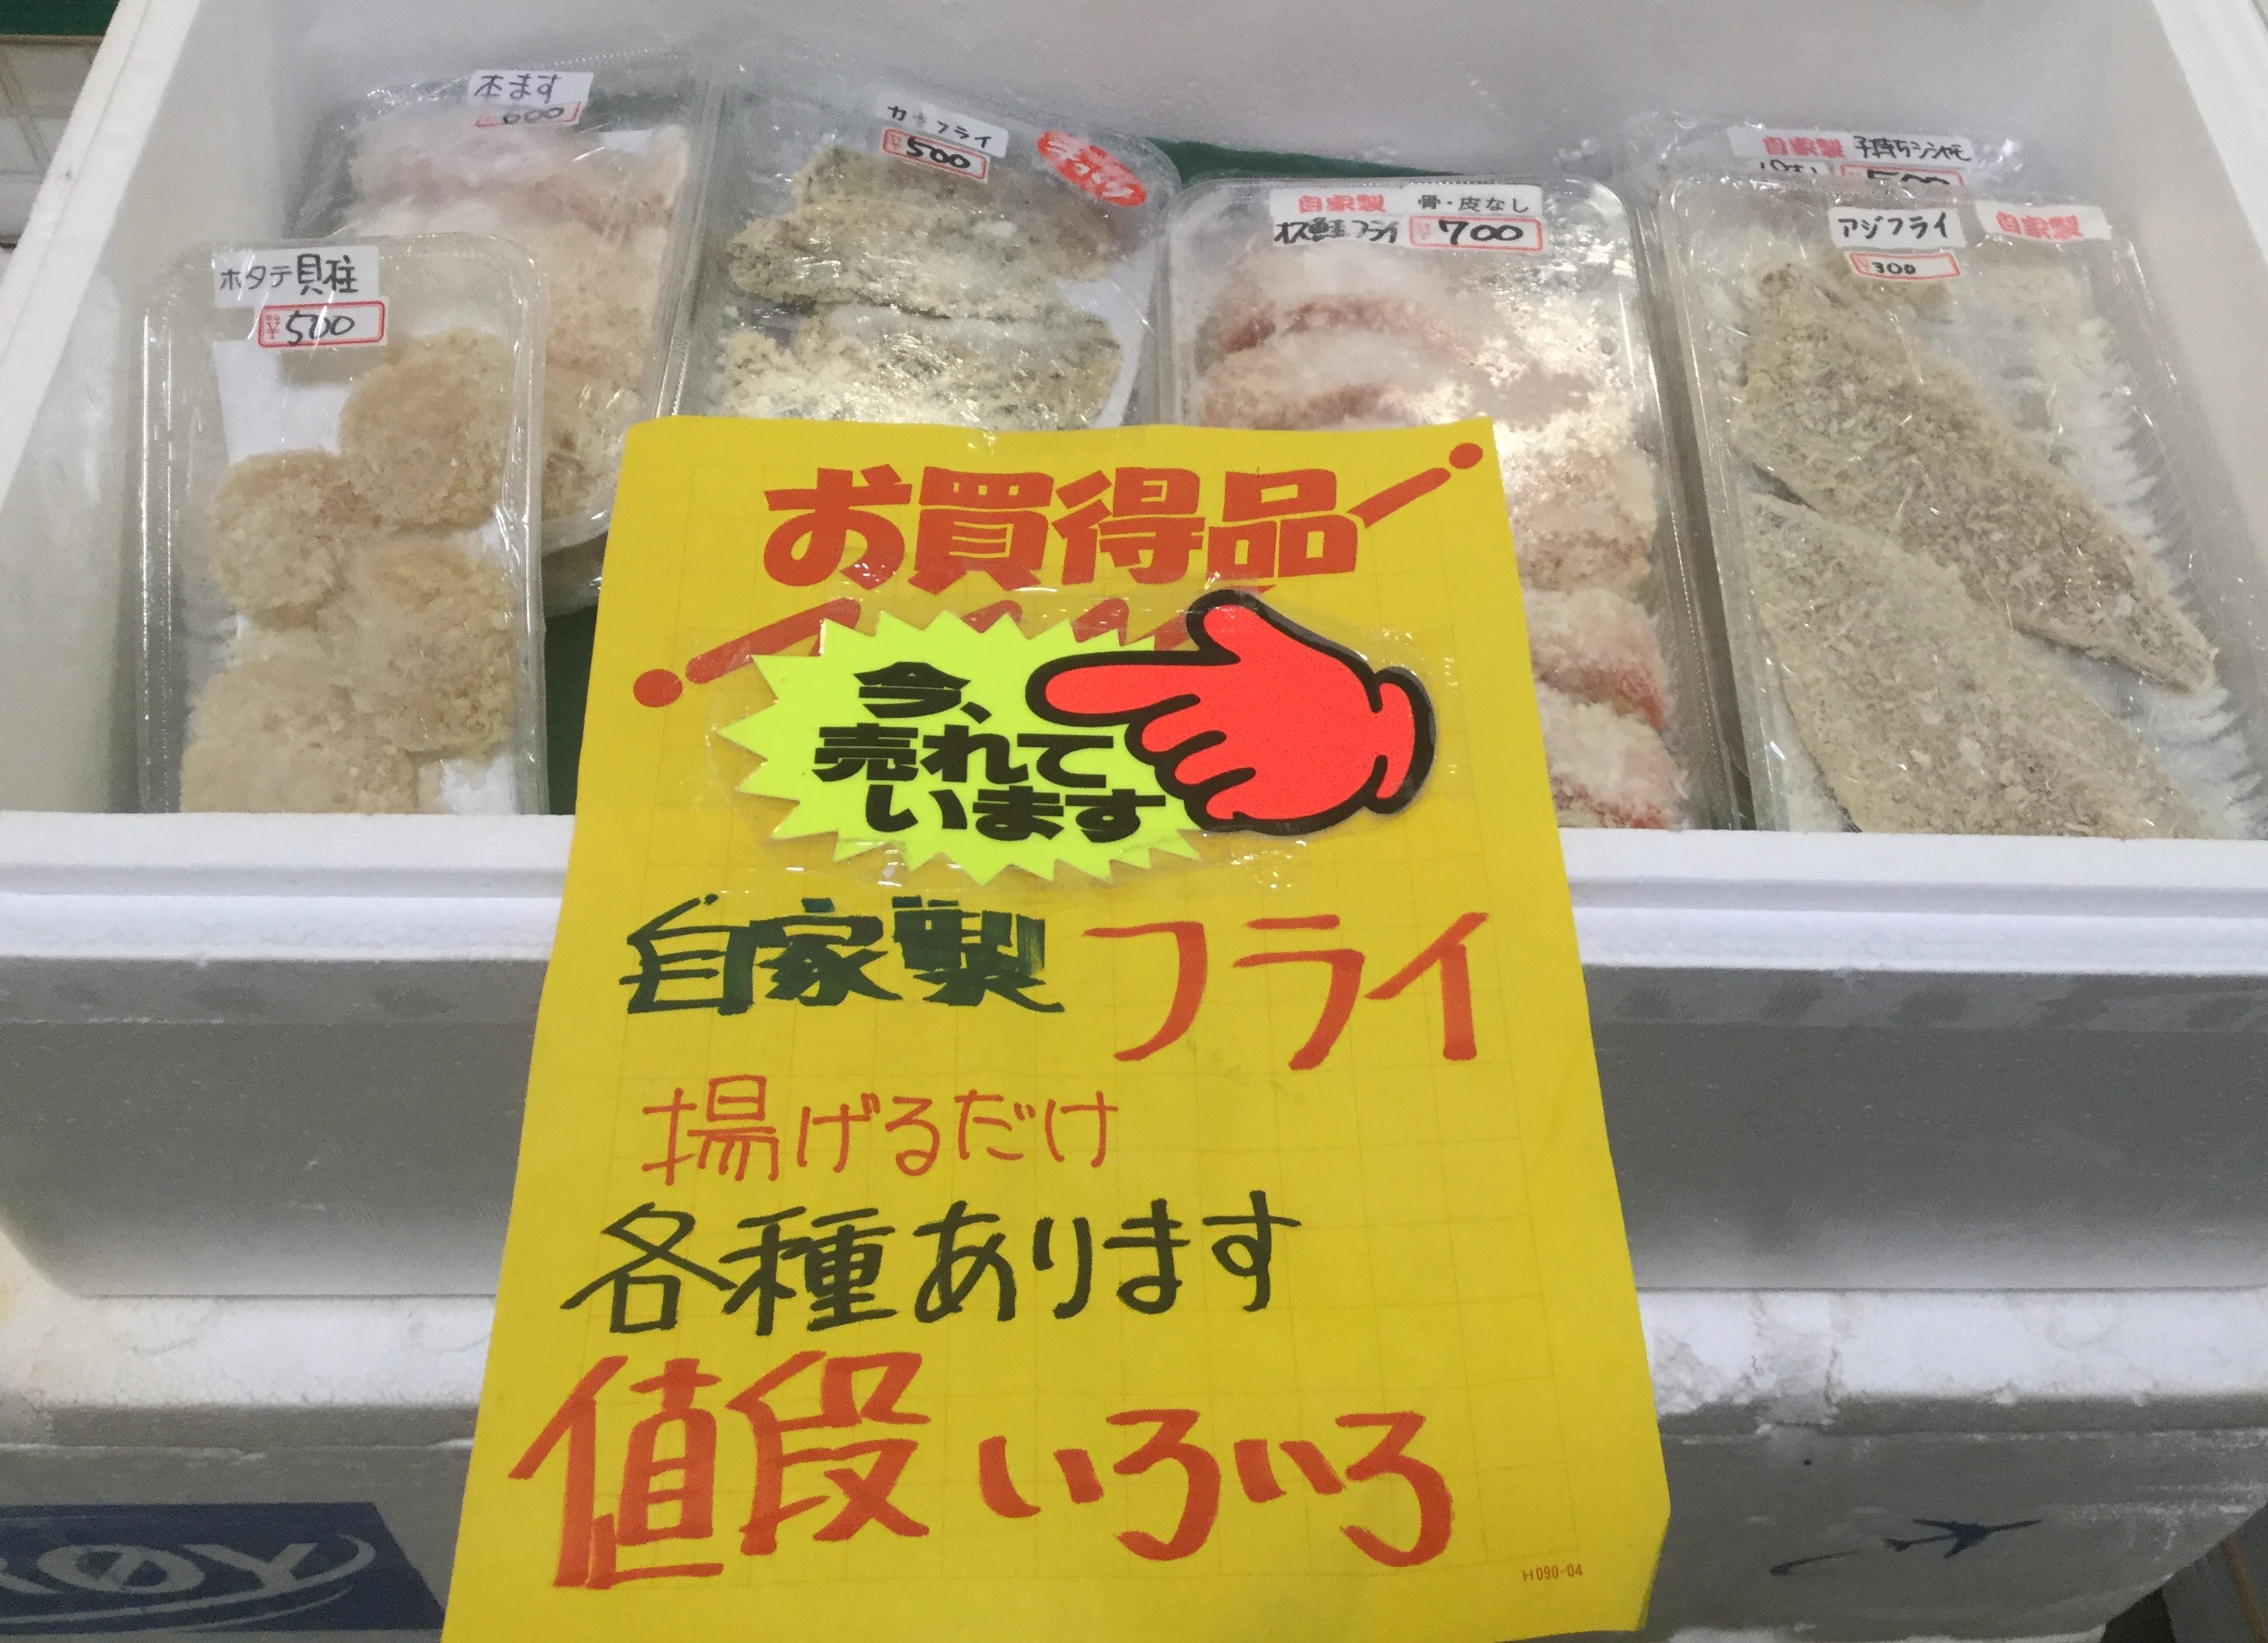 本ます
600
ホタテ貝柱
¥500
フライ
¥500
自家製 骨・皮なし
オス鮭フライ ¥700
自家製 子持ちシシャモ
500
アジフライ 自家製
300
お買得品
今、
売れて
います
自家製 フライ
揚げるだけ
各種あります
値段いろいろ
H090-04